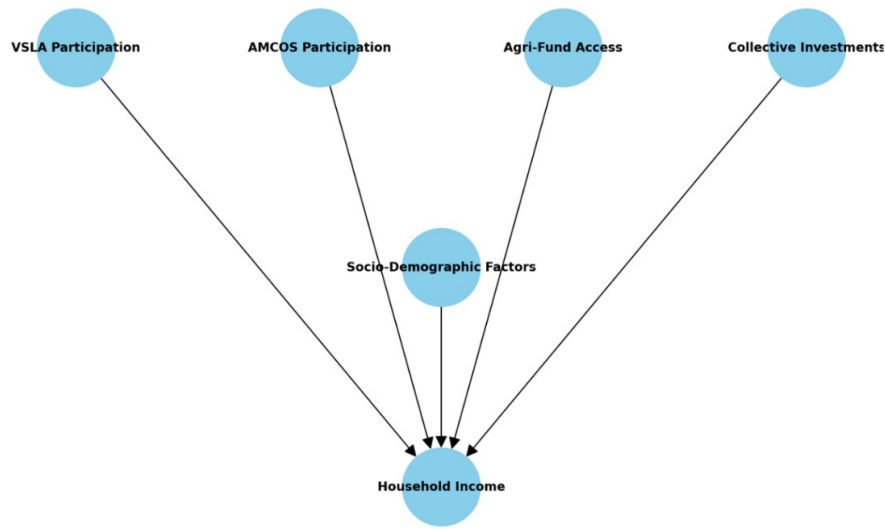 VSLA Participation
AMCOS Participation
Agri-Fund Access
Collective Investments
Socio-Demographic Factors
Household Income